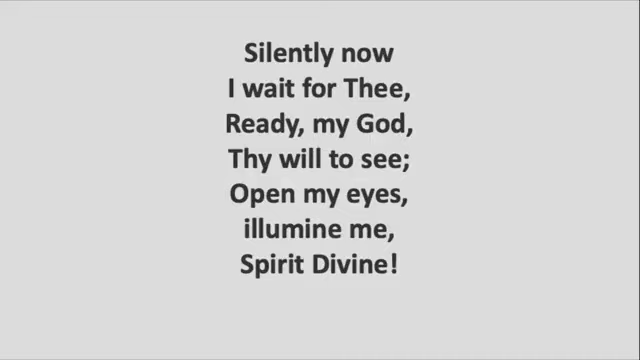 Silently now
I wait for Thee,
Ready, my God,
Thy will to see;
Open my eyes,
illumine me,
Spirit Divine!